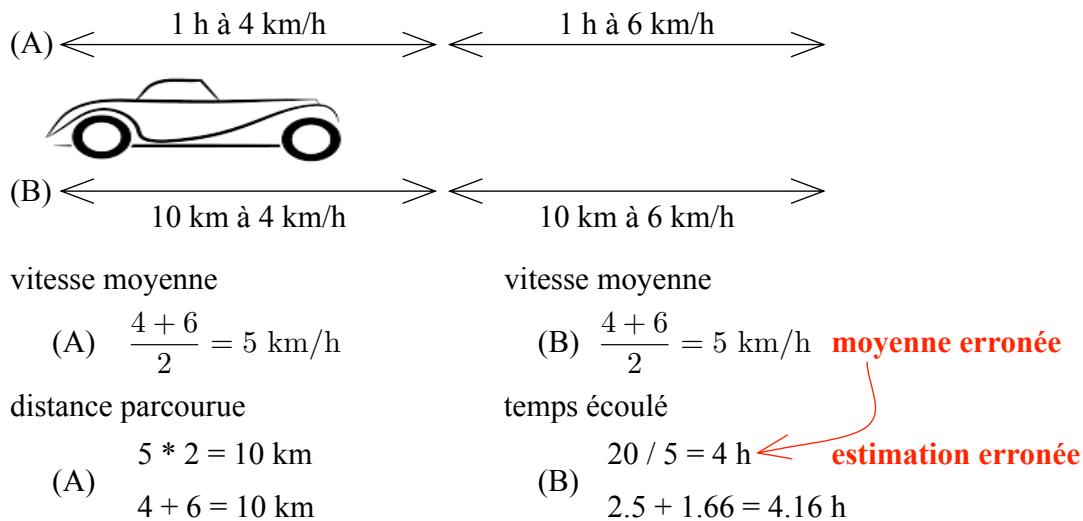 1 h à 4 km/h 1 h à 6 km/h
(A)
(B)
10 km à 4 km/h 10 km à 6 km/h
vitesse moyenne vitesse moyenne
(A) \frac{4 + 6}{2} = 5 km/h (B) \frac{4 + 6}{2} = 5 km/h moyenne erronée
distance parcourue temps écoulé
5 * 2 = 10 km 20 / 5 = 4 h estimation erronée
(A) (B)
4 + 6 = 10 km 2.5 + 1.66 = 4.16 h